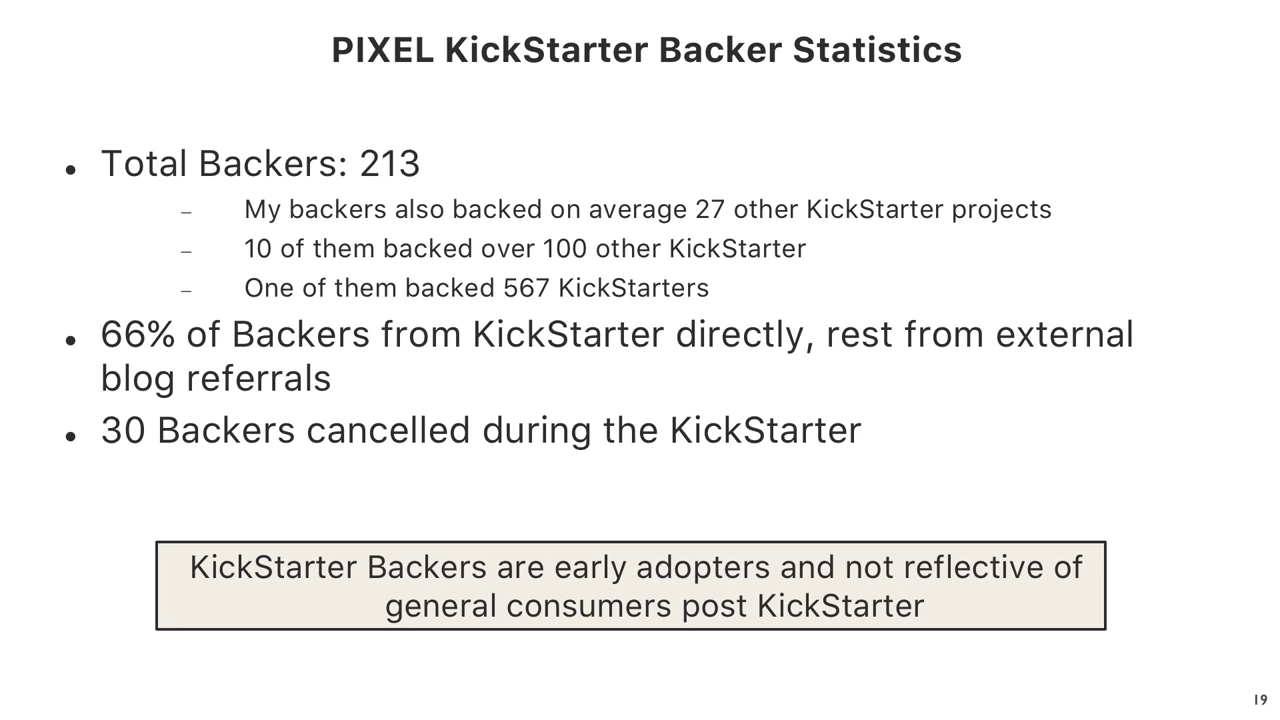 PIXEL KickStarter Backer Statistics
• Total Backers: 213
– My backers also backed on average 27 other KickStarter projects
– 10 of them backed over 100 other KickStarter
– One of them backed 567 KickStarters
• 66% of Backers from KickStarter directly, rest from external
blog referrals
• 30 Backers cancelled during the KickStarter
KickStarter Backers are early adopters and not reflective of
general consumers post KickStarter
19